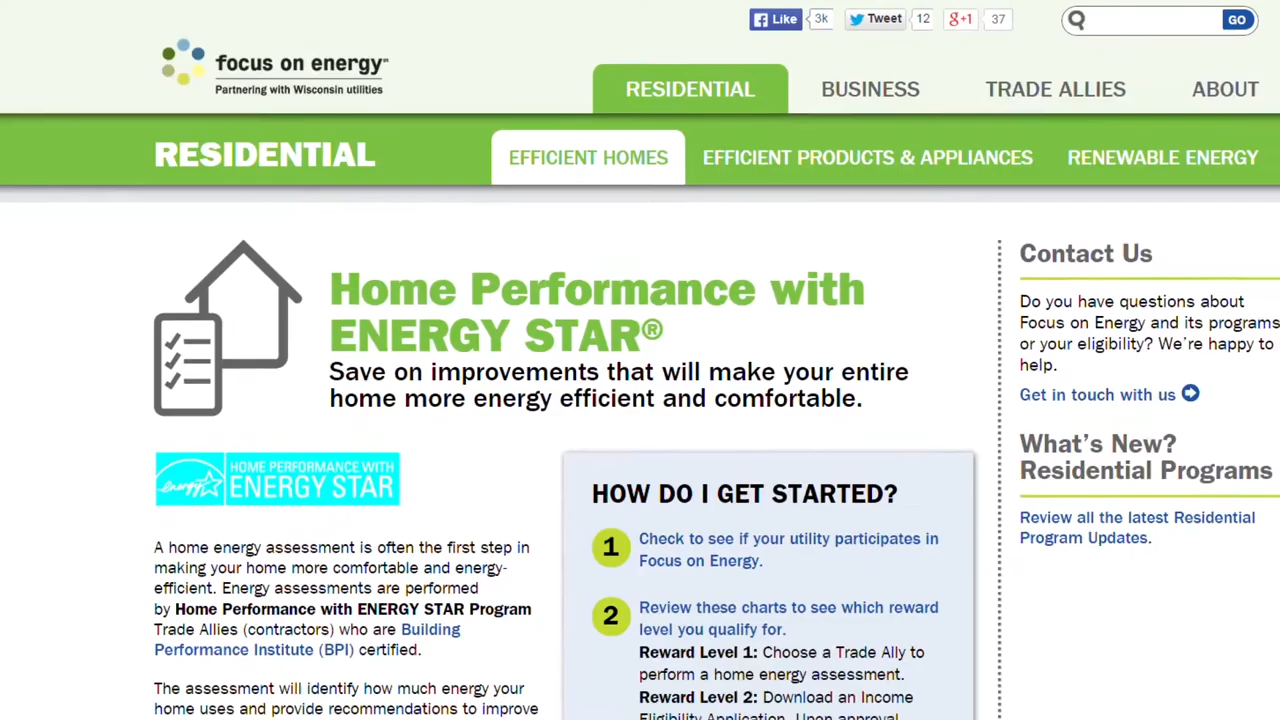 Like 3k Tweet 12 g+1 37 GO
focus on energy™
Partnering with Wisconsin utilities
RESIDENTIAL BUSINESS TRADE ALLIES ABOUT
RESIDENTIAL EFFICIENT HOMES EFFICIENT PRODUCTS & APPLIANCES RENEWABLE ENERGY
Home Performance with
ENERGY STAR®
Save on improvements that will make your entire
home more energy efficient and comfortable.
energy HOME PERFORMANCE WITH
ENERGY STAR
A home energy assessment is often the first step in
making your home more comfortable and energy-
efficient. Energy assessments are performed
by Home Performance with ENERGY STAR Program
Trade Allies (contractors) who are Building
Performance Institute (BPI) certified.
The assessment will identify how much energy your
home uses and provide recommendations to improve
HOW DO I GET STARTED?
1 Check to see if your utility participates in
Focus on Energy.
2 Review these charts to see which reward
level you qualify for.
Reward Level 1: Choose a Trade Ally to
perform a home energy assessment.
Reward Level 2: Download an Income
Eligibility Application. Upon approval
Contact Us
Do you have questions about
Focus on Energy and its programs
or your eligibility? We're happy to
help.
Get in touch with us
What's New?
Residential Programs
Review all the latest Residential
Program Updates.